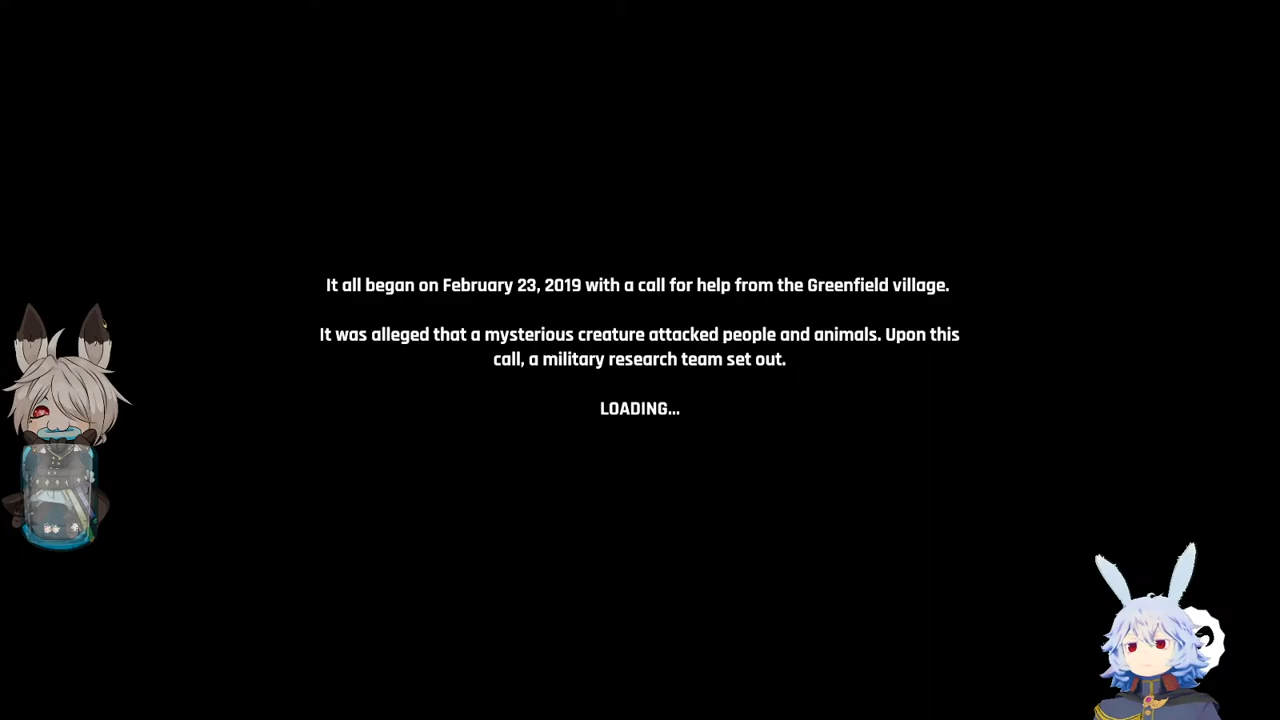 It all began on February 23, 2019 with a call for help from the Greenfield village.
It was alleged that a mysterious creature attacked people and animals. Upon this
call, a military research team set out.
LOADING...